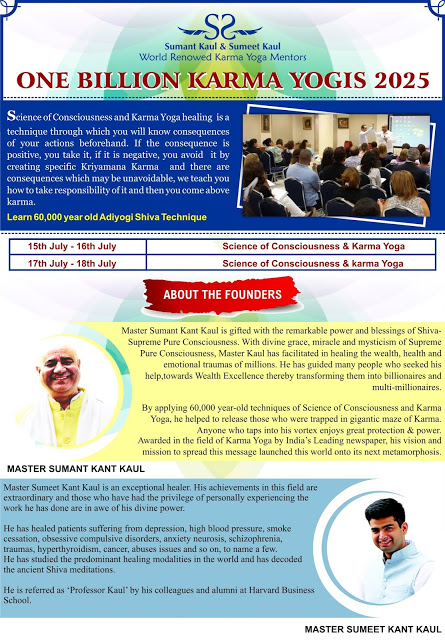 Sumant Kaul & Sumeet Kaul
World Renowned Karma Yoga Mentors
ONE BILLION KARMA YOGIS 2025
Science of Consciousness and Karma Yoga healing is a
technique through which you will know consequences
of your actions beforehand. If the consequence is
positive, you take it, if it is negative, you avoid it by
creating specific Kriyamana Karma and there are
consequences which may be unavoidable, we teach you
how to take responsibility of it and then you come above
karma.
Learn 60,000 year old Adiyogi Shiva Technique
15th July - 16th July Science of Consciousness & Karma Yoga
17th July - 18th July Science of Consciousness & karma Yoga
ABOUT THE FOUNDERS
Master Sumant Kant Kaul is gifted with the remarkable power and blessings of Shiva-
Supreme Pure Consciousness. With divine grace, miracle and mysticism of Supreme
Pure Consciousness, Master Kaul has facilitated in healing the wealth, health and
emotional traumas of millions. He has guided many people who seeked his
help,towards Wealth Excellence thereby transforming them into billionaires and
multi-millionaires.
By applying 60,000 year-old techniques of Science of Consciousness and Karma
Yoga, he helped to release those who were trapped in gigantic maze of Karma.
Anyone who taps into his vortex enjoys great protection & power.
Awarded in the field of Karma Yoga by India's Leading newspaper, his vision and
mission to spread this message launched this world onto its next metamorphosis.
MASTER SUMANT KANT KAUL
Master Sumeet Kant Kaul is an exceptional healer. His achievements in this field are
extraordinary and those who have had the privilege of personally experiencing the
work he has done are in awe of his divine power.
He has healed patients suffering from depression, high blood pressure, smoke
cessation, obsessive compulsive disorders, anxiety neurosis, schizophrenia,
traumas, hyperthyroidism, cancer, abuses issues and so on, to name a few.
He has studied the predominant healing modalities in the world and has decoded
the ancient Shiva meditations.
He is referred as 'Professor Kaul' by his colleagues and alumni at Harvard Business
School.
MASTER SUMEET KANT KAUL